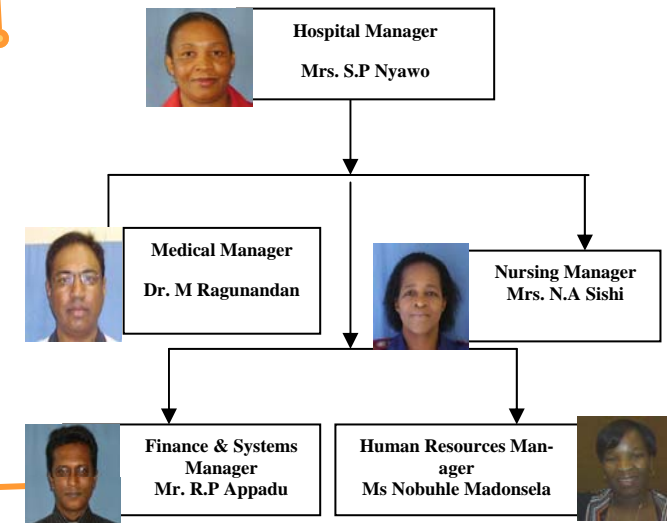 Hospital Manager
Mrs. S.P Nyawo
Medical Manager
Dr. M Ragunandan
Nursing Manager
Mrs. N.A Sishi
Finance & Systems
Manager
Mr. R.P Appadu
Human Resources Man-
ager
Ms Nobuhle Madonsela